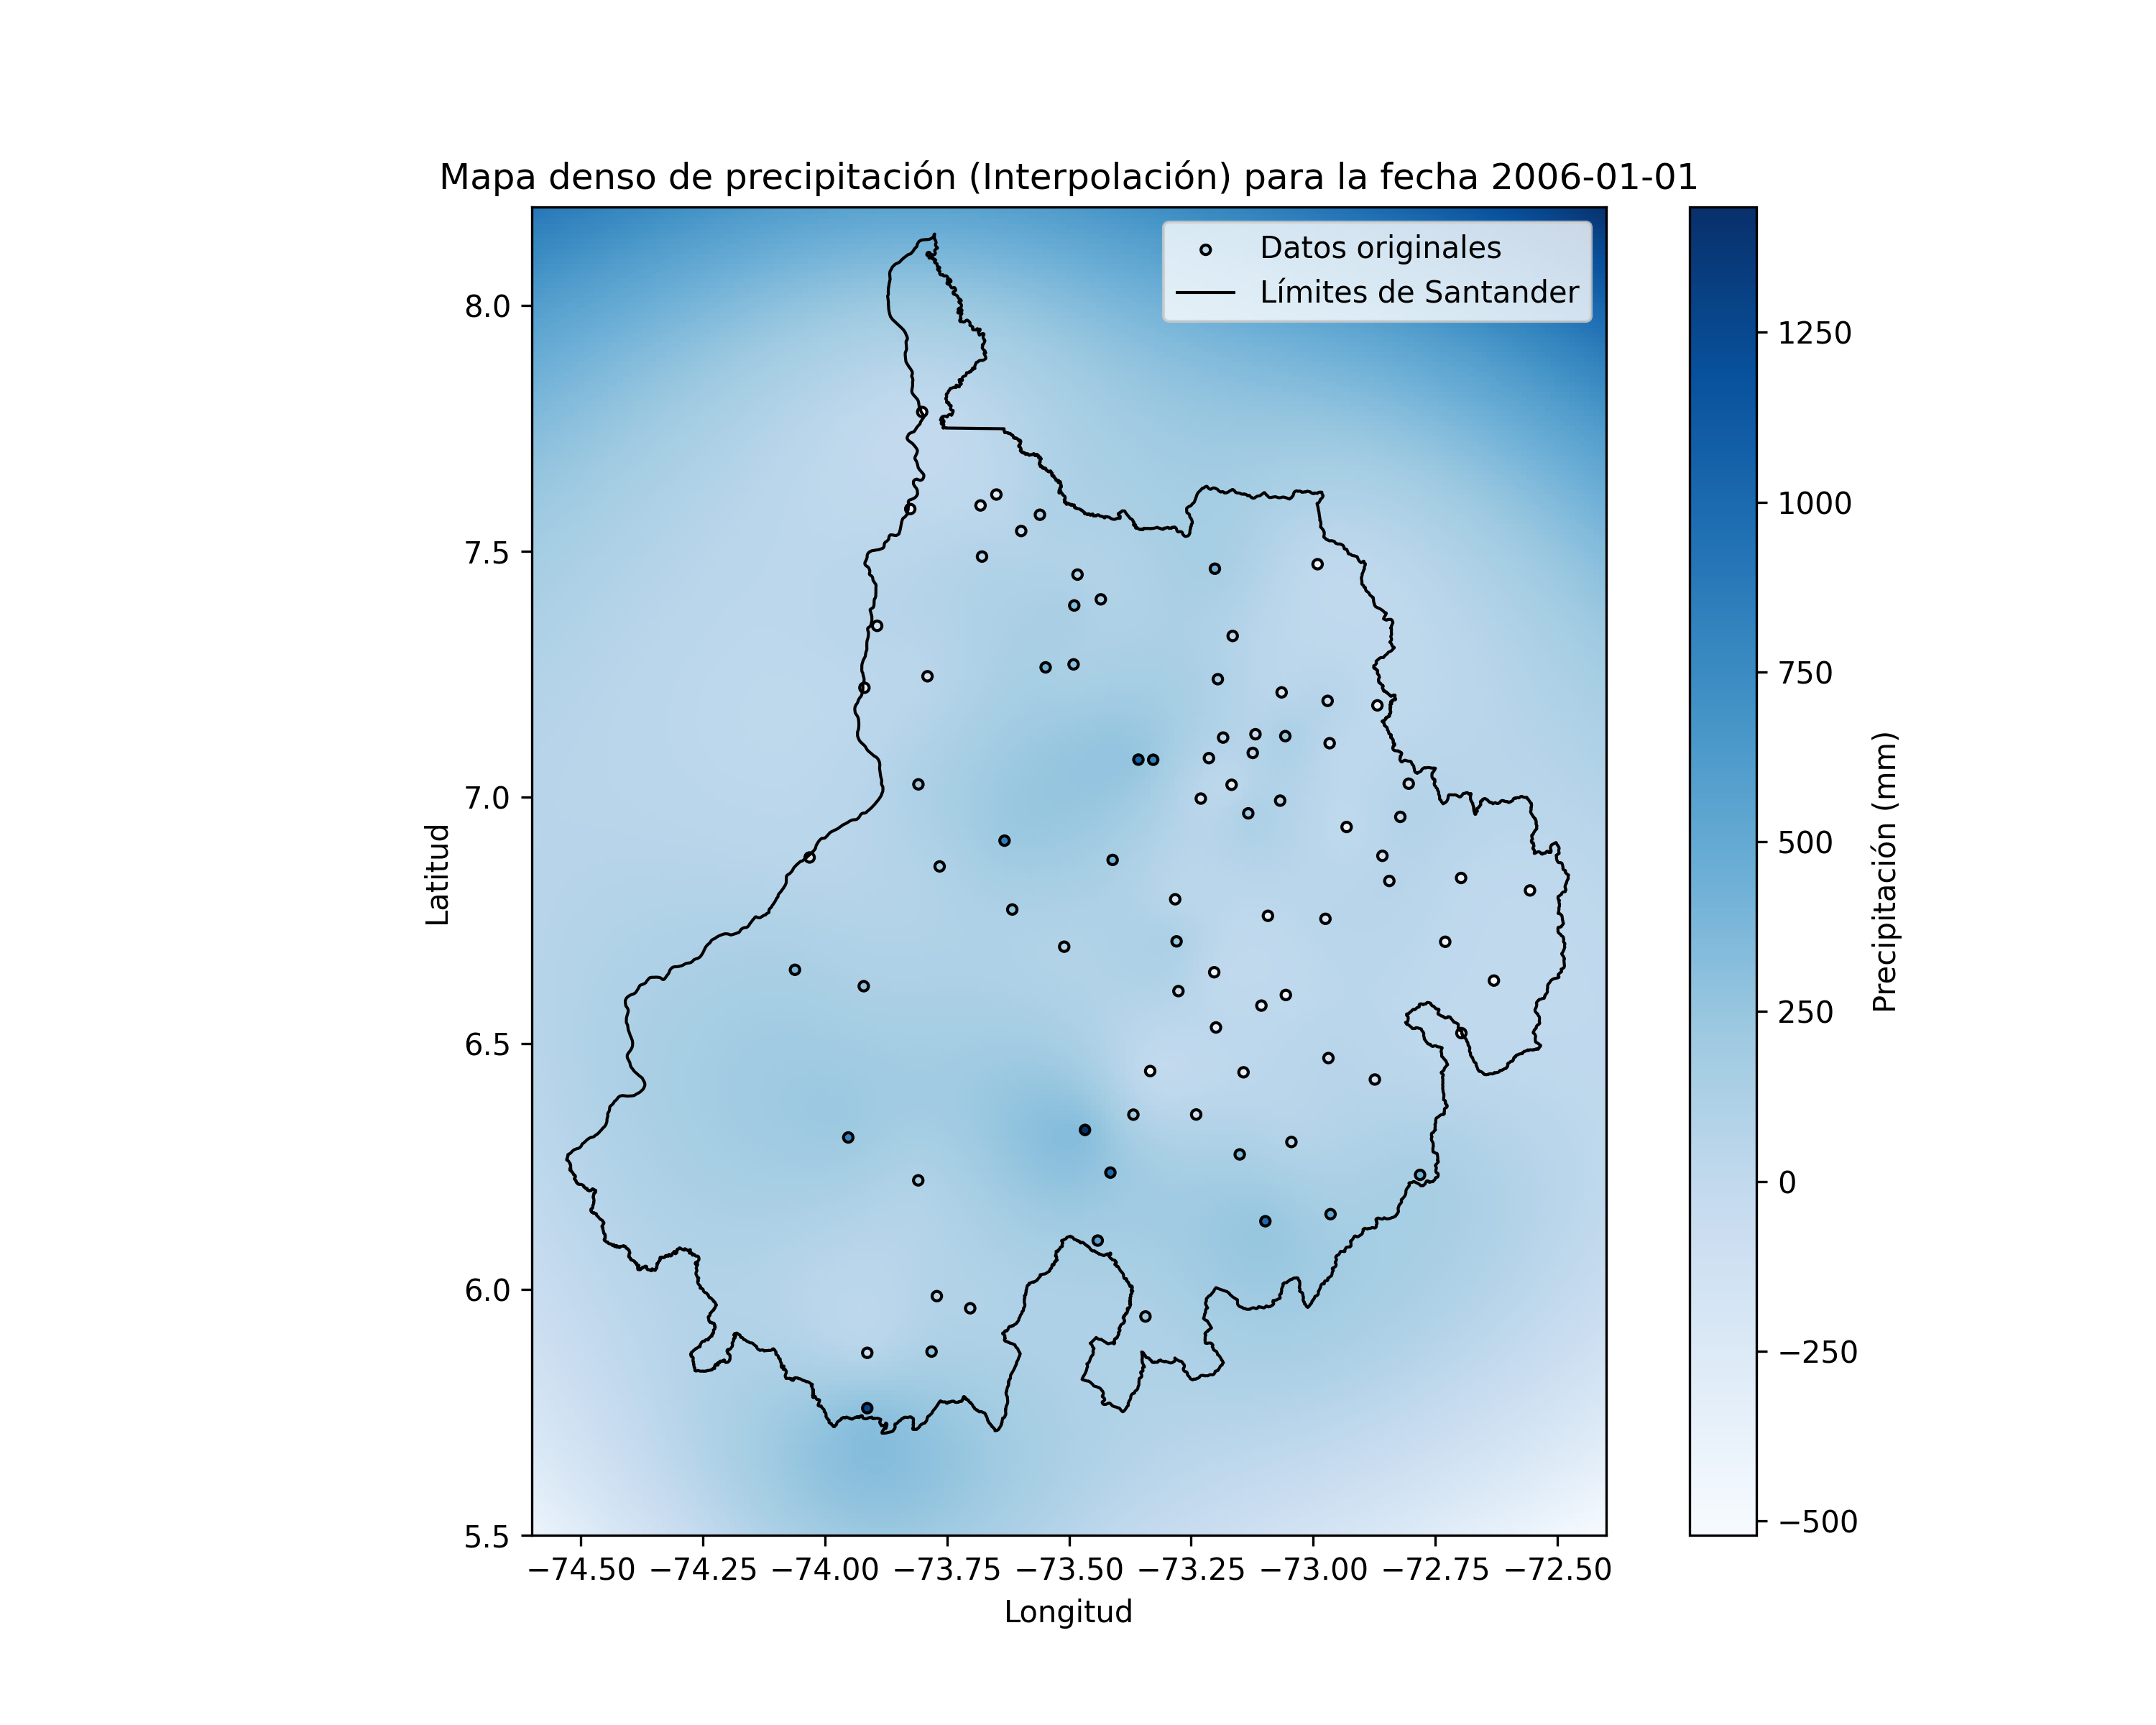 Mapa denso de precipitación (Interpolación) para la fecha 2006-01-01
Datos originales
Límites de Santander
8.0
7.5
7.0
6.5
6.0
5.5
Latitud
−74.50 −74.25 −74.00 −73.75 −73.50 −73.25 −73.00 −72.75 −72.50
Longitud
1250
1000
750
500
250
0
−250
−500
Precipitación (mm)